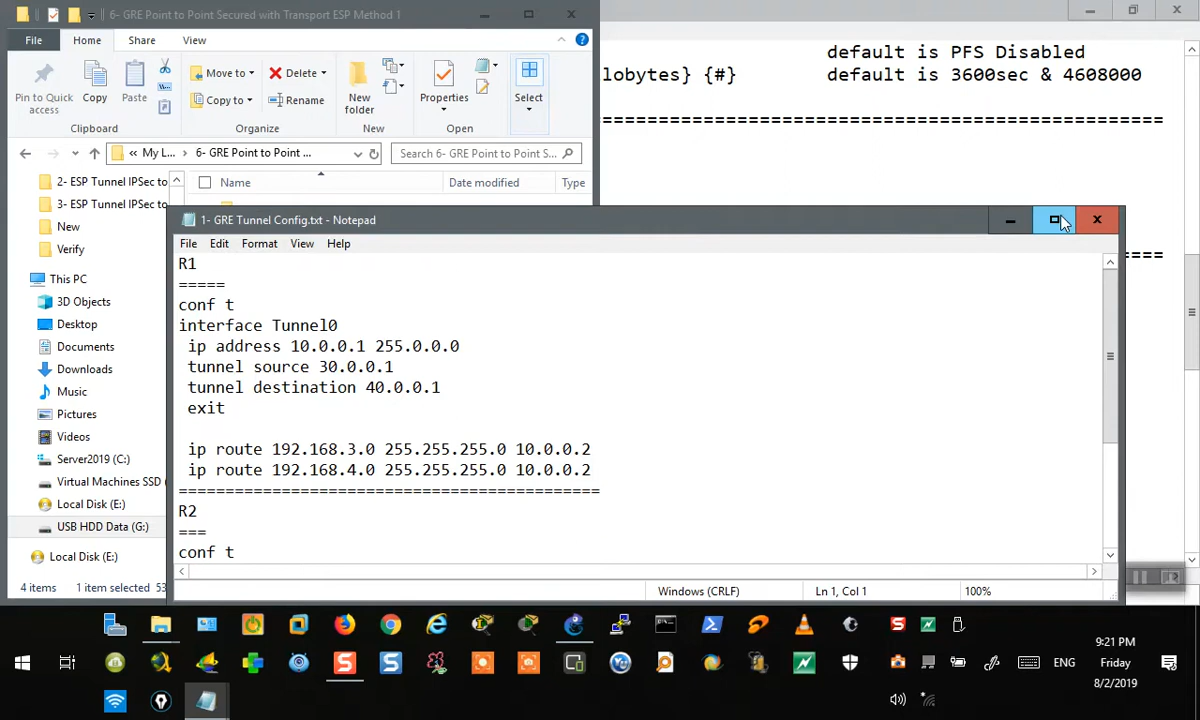 6- GRE Point to Point Secured with Transport ESP Method 1
File Home Share View
Pin to Quick access
Copy
Paste
Move to
Copy to
Delete
Rename
New folder
Properties
Select
Clipboard Organize New Open
« My L... › 6- GRE Point to Point ...
Search 6- GRE Point to Point S...
Name Date modified Type
2- ESP Tunnel IPSec to
3- ESP Tunnel IPSec to
New
Verify
This PC
3D Objects
Desktop
Documents
Downloads
Music
Pictures
Videos
Server2019 (C:)
Virtual Machines SSD
Local Disk (E:)
USB HDD Data (G:)
Local Disk (E:)
4 items 1 item selected 53
default is PFS Disabled
lobytes} {#} default is 3600sec & 4608000
============================================================
====
1- GRE Tunnel Config.txt - Notepad
File Edit Format View Help
R1
=====
conf t
interface Tunnel0
ip address 10.0.0.1 255.0.0.0
tunnel source 30.0.0.1
tunnel destination 40.0.0.1
exit
ip route 192.168.3.0 255.255.255.0 10.0.0.2
ip route 192.168.4.0 255.255.255.0 10.0.0.2
=============================================
R2
===
conf t
Windows (CRLF) Ln 1, Col 1 100%
ENG
9:21 PM
Friday
8/2/2019